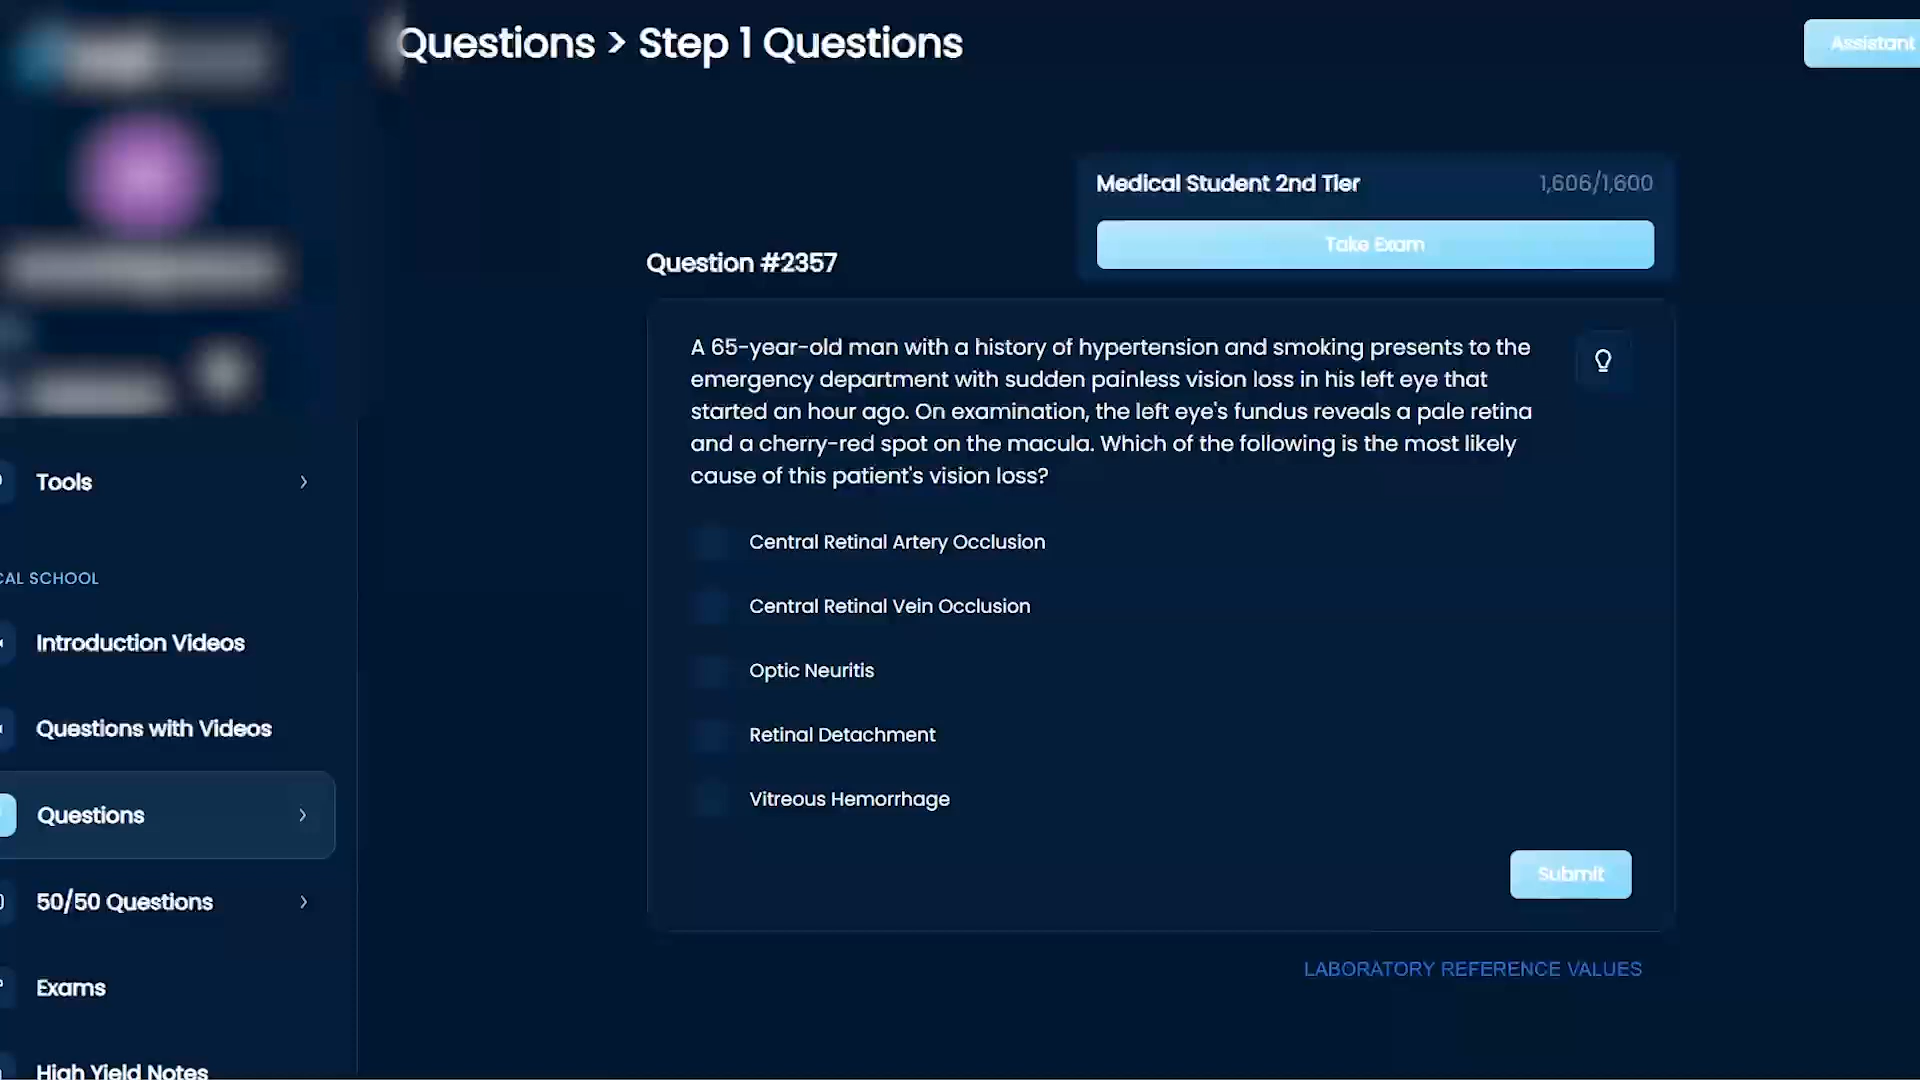 Questions > Step 1 Questions
Assistant
Medical Student 2nd Tier
1,606/1,600
Take Exam
Question #2357
A 65-year-old man with a history of hypertension and smoking presents to the
emergency department with sudden painless vision loss in his left eye that
started an hour ago. On examination, the left eye's fundus reveals a pale retina
and a cherry-red spot on the macula. Which of the following is the most likely
cause of this patient's vision loss?
Central Retinal Artery Occlusion
Central Retinal Vein Occlusion
Optic Neuritis
Retinal Detachment
Vitreous Hemorrhage
Submit
LABORATORY REFERENCE VALUES
Tools
CAL SCHOOL
Introduction Videos
Questions with Videos
Questions
50/50 Questions
Exams
High Yield Notes